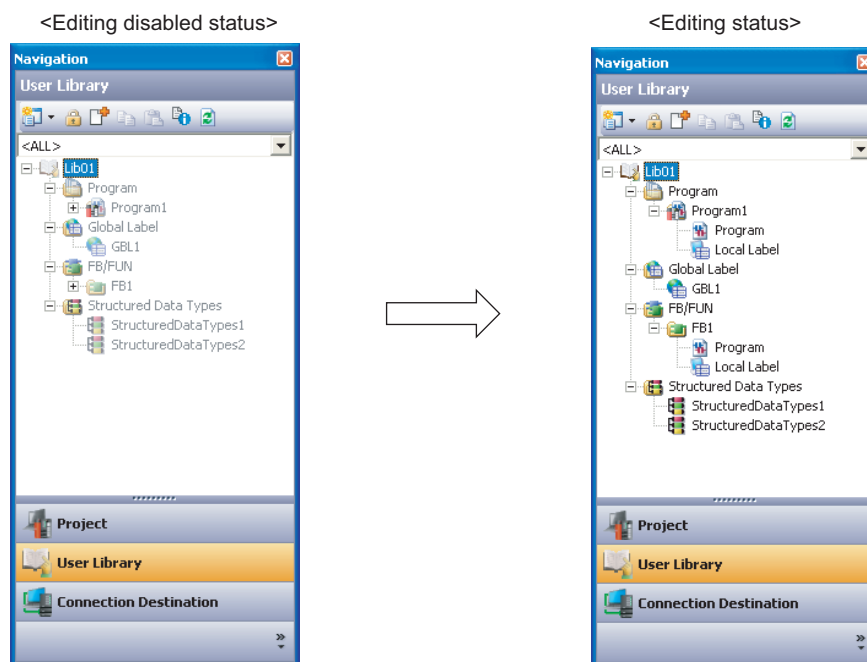 <Editing disabled status>
Navigation
User Library
<ALL>
Lib01
Program
Program1
Global Label
GBL1
FB/FUN
FB1
Structured Data Types
StructuredDataTypes1
StructuredDataTypes2
Project
User Library
Connection Destination
<Editing status>
Navigation
User Library
<ALL>
Lib01
Program
Program1
Program
Local Label
Global Label
GBL1
FB/FUN
FB1
Program
Local Label
Structured Data Types
StructuredDataTypes1
StructuredDataTypes2
Project
User Library
Connection Destination